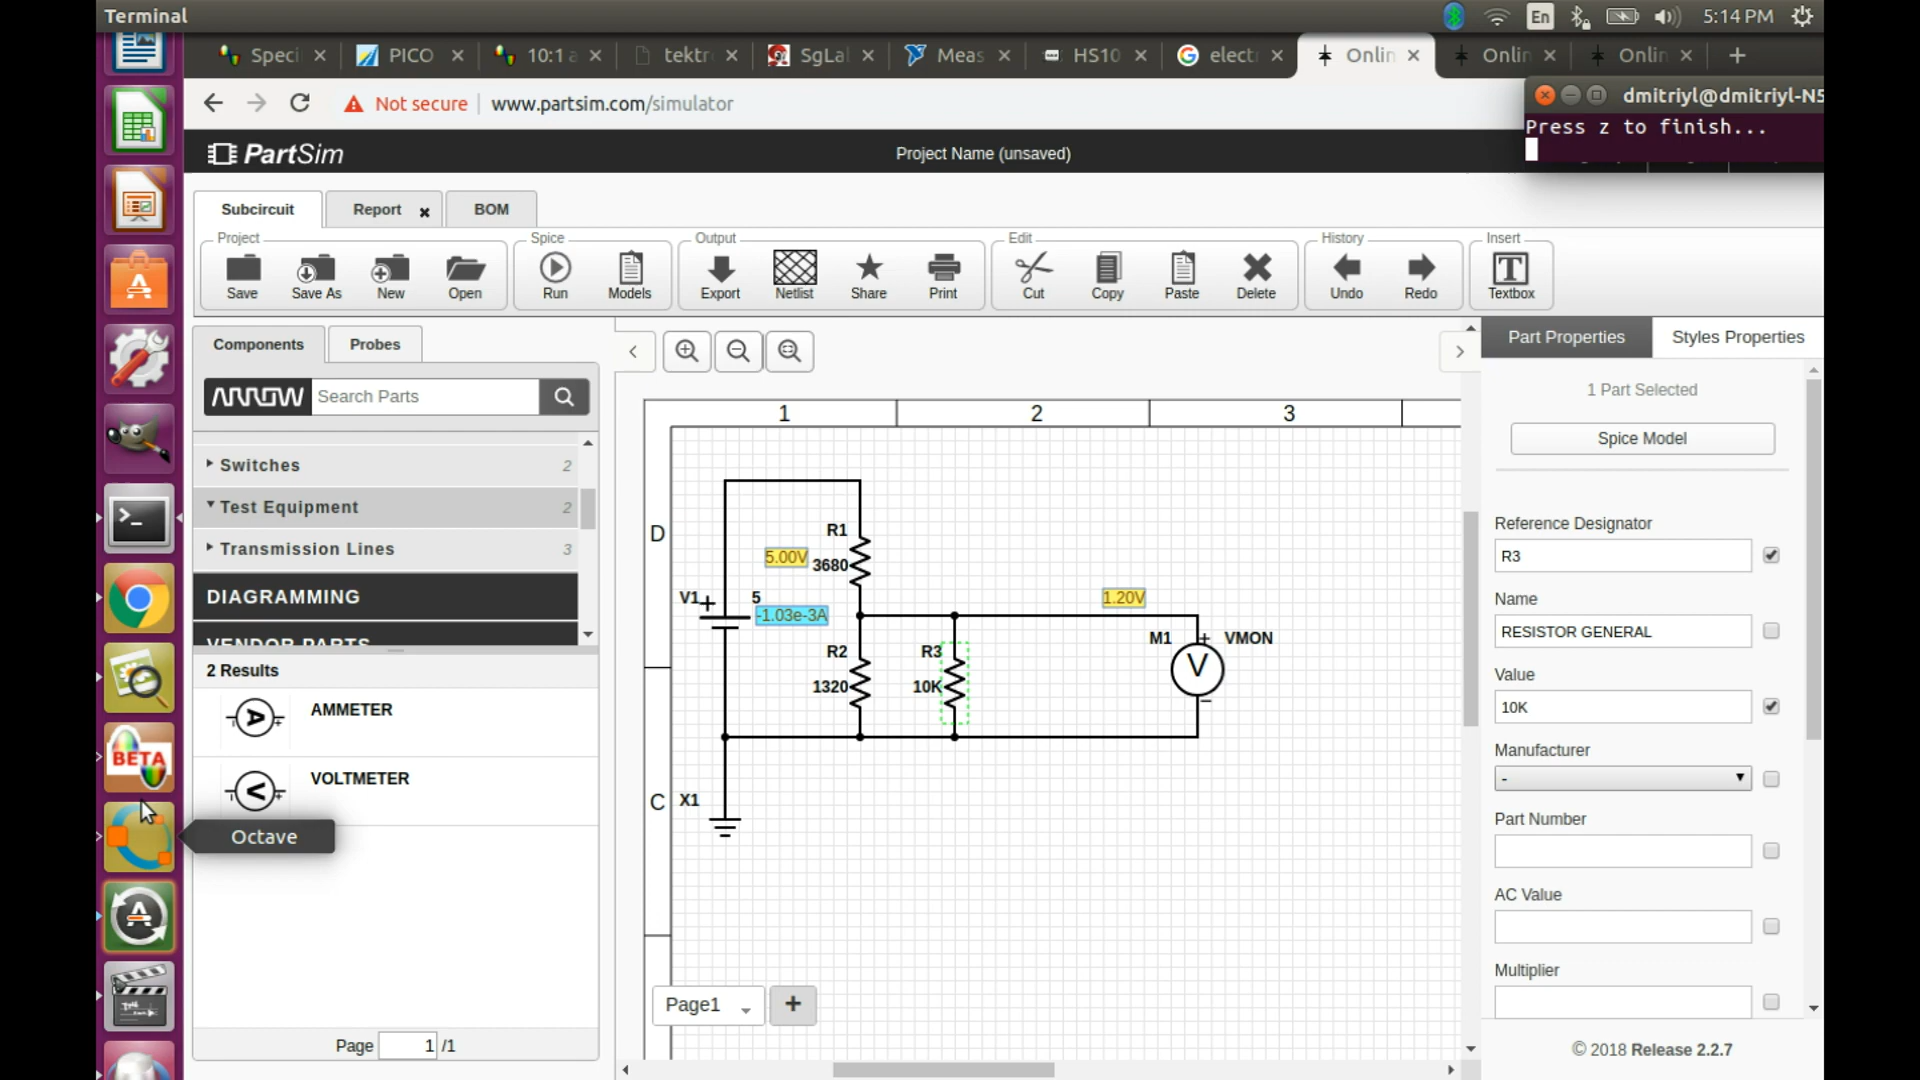 Terminal
En
5:14 PM
Speci
PICO
10:1 a
tektr
SgLal
Meas
HS10
electr
Onlin
Onlin
Onlin
Not secure
www.partsim.com/simulator
dmitriyl@dmitriyl-N5
Press z to finish...
PartSim
Project Name (unsaved)
Subcircuit
Report
BOM
Project
Spice
Output
Edit
History
Insert
Save
Save As
New
Open
Run
Models
Export
Netlist
Share
Print
Cut
Copy
Paste
Delete
Undo
Redo
Textbox
Components
Probes
ARROW
Search Parts
Switches 2
Test Equipment 2
Transmission Lines 3
DIAGRAMMING
VENDOR PARTS
2 Results
AMMETER
VOLTMETER
BETA
Octave
Page 1 /1
1 2 3
D
C
R1
5.00V
3680
V1
5
-1.03e-3A
1.20V
R2
1320
R3
10K
M1
VMON
V
X1
Page1
Part Properties
Styles Properties
1 Part Selected
Spice Model
Reference Designator
R3
Name
RESISTOR GENERAL
Value
10K
Manufacturer
-
Part Number
AC Value
Multiplier
© 2018 Release 2.2.7